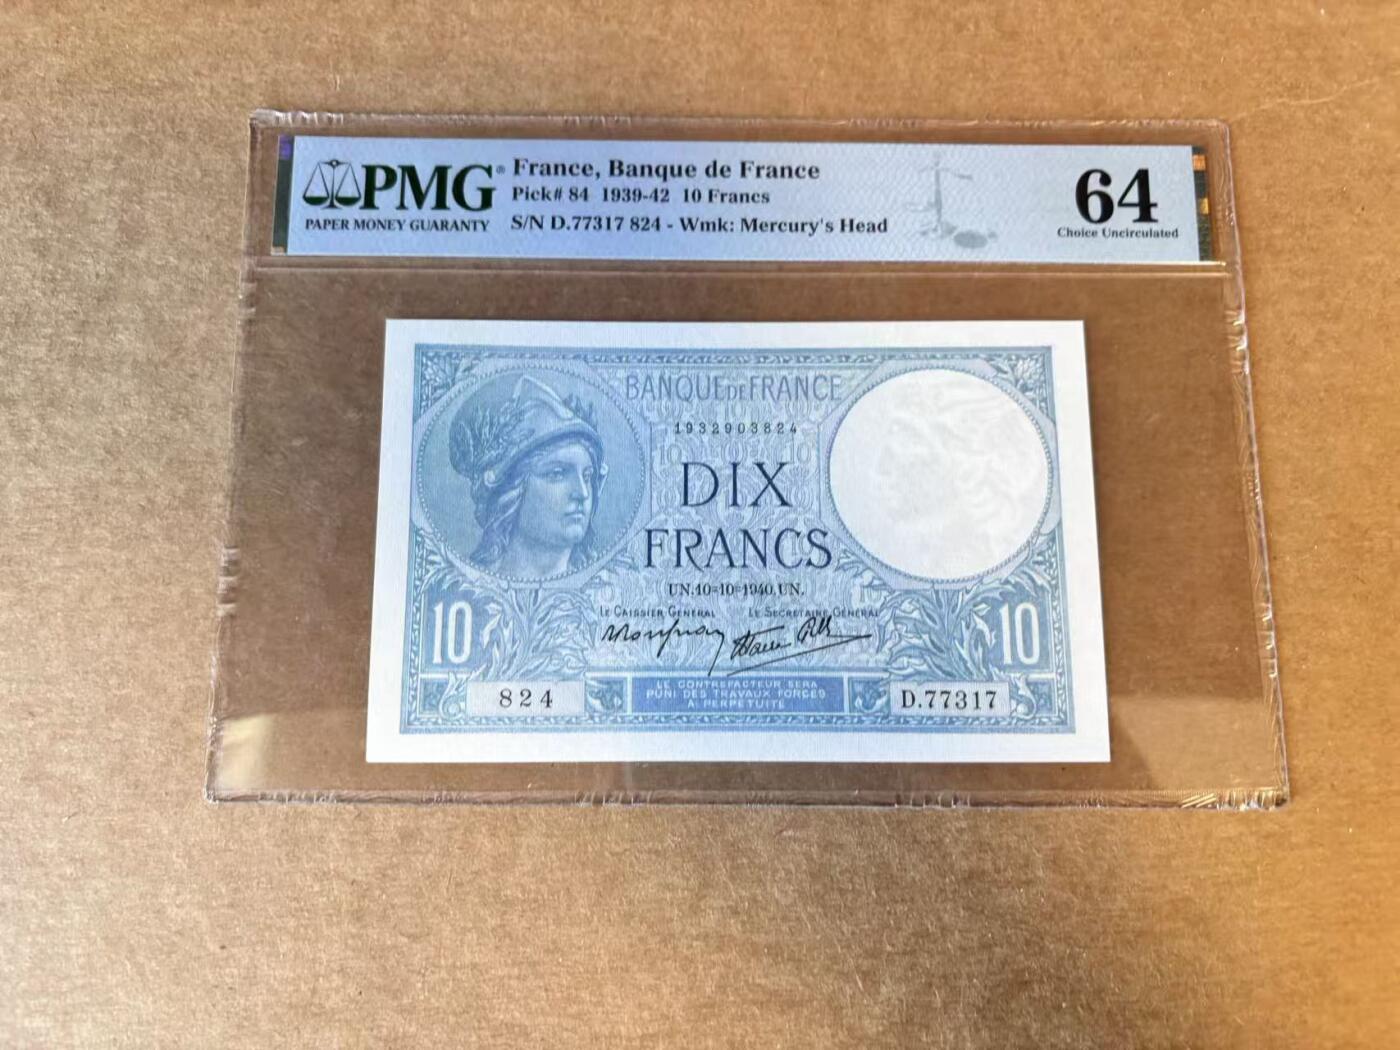 PMG®
PAPER MONEY GUARANTY
France, Banque de France
Pick# 84 1939-42 10 Francs
S/N D.77317 824 - Wmk: Mercury's Head
64
Choice Uncirculated
BANQUE DE FRANCE
1932903824
DIX
FRANCS
UN.10=10=1940.UN.
LE CAISSIER GÉNÉRAL
LE SECRÉTAIRE GÉNÉRAL
10
10
824
LE CONTREFACTEUR SERA
PUNI DES TRAVAUX FORCÉS
A PERPÉTUITÉ
D.77317